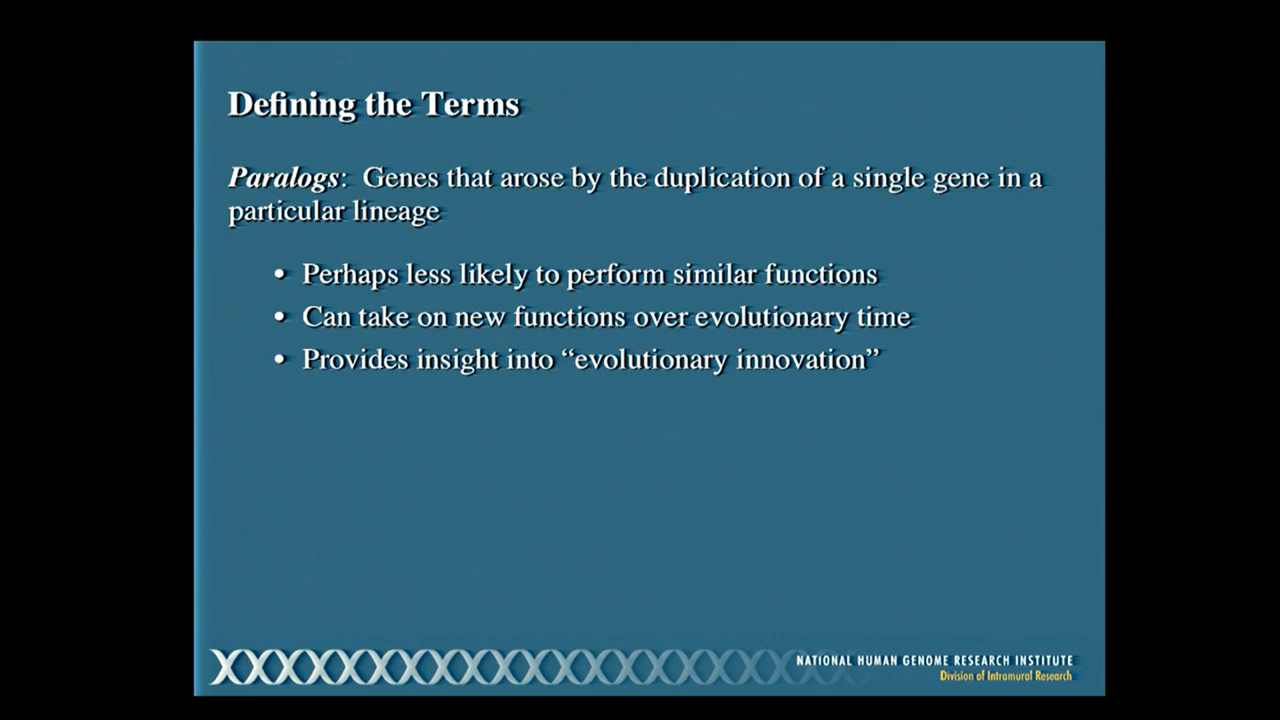 Defining the Terms
Paralogs:  Genes that arose by the duplication of a single gene in a
particular lineage
• Perhaps less likely to perform similar functions
• Can take on new functions over evolutionary time
• Provides insight into “evolutionary innovation”
NATIONAL HUMAN GENOME RESEARCH INSTITUTE
Division of Intramural Research